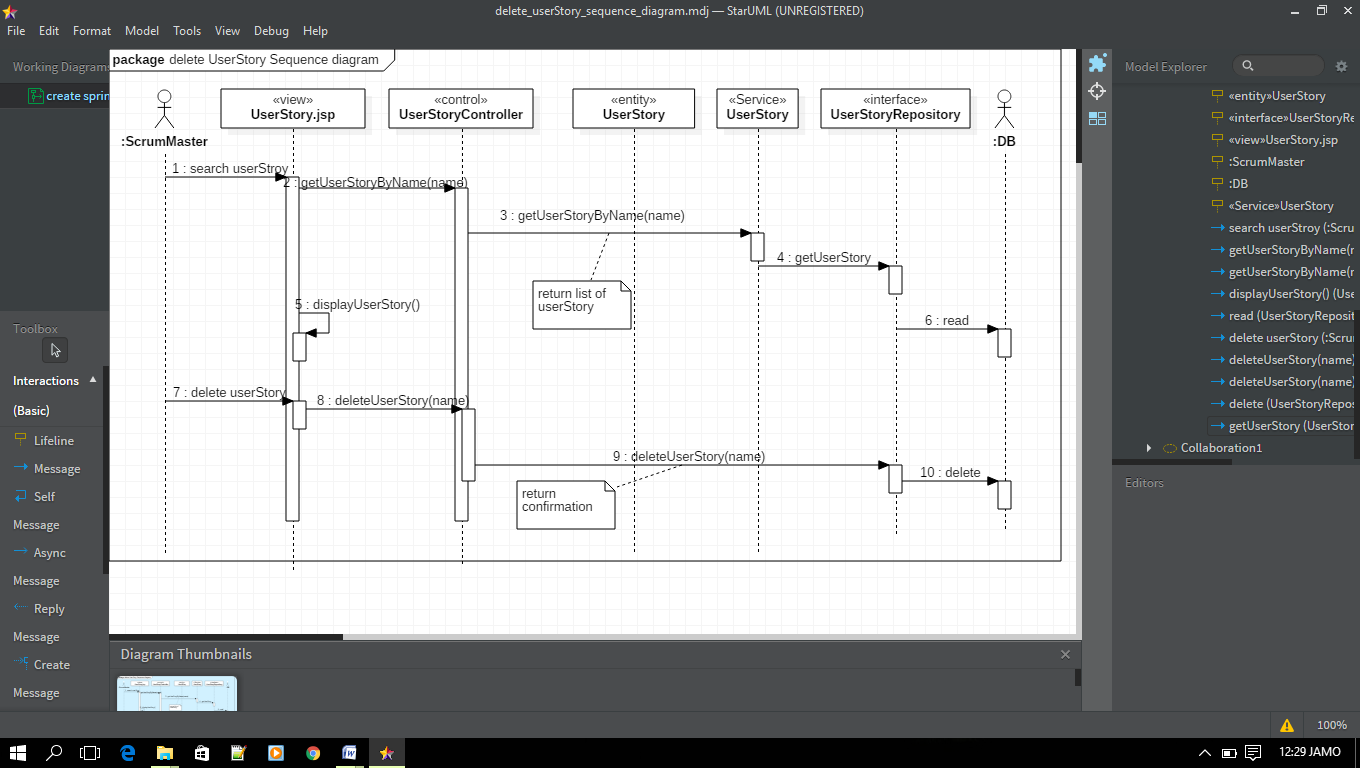 delete_userStory_sequence_diagram.mdj — StarUML (UNREGISTERED)
File Edit Format Model Tools View Debug Help
Working Diagrams
create sprin
package delete UserStory Sequence diagram
«view»
UserStory.jsp
«control»
UserStoryController
«entity»
UserStory
«Service»
UserStory
«interface»
UserStoryRepository
:ScrumMaster
:DB
1 : search userStroy
2 : getUserStoryByName(name)
3 : getUserStoryByName(name)
4 : getUserStory
return list of
userStory
5 : displayUserStory()
6 : read
7 : delete userStory
8 : deleteUserStory(name)
9 : deleteUserStory(name)
10 : delete
return
confirmation
Toolbox
Interactions
(Basic)
Lifeline
Message
Self
Message
Async
Message
Reply
Message
Create
Message
Model Explorer
«entity»UserStory
«interface»UserStoryRe
«view»UserStory.jsp
:ScrumMaster
:DB
«Service»UserStory
search userStroy (:Scru
getUserStoryByName(n
getUserStoryByName(n
displayUserStory() (Use
read (UserStoryReposit
delete userStory (:Scru
deleteUserStory(name)
deleteUserStory(name)
delete (UserStoryRepos
getUserStory (UserStor
Collaboration1
Editors
Diagram Thumbnails
100%
12:29 JAMO